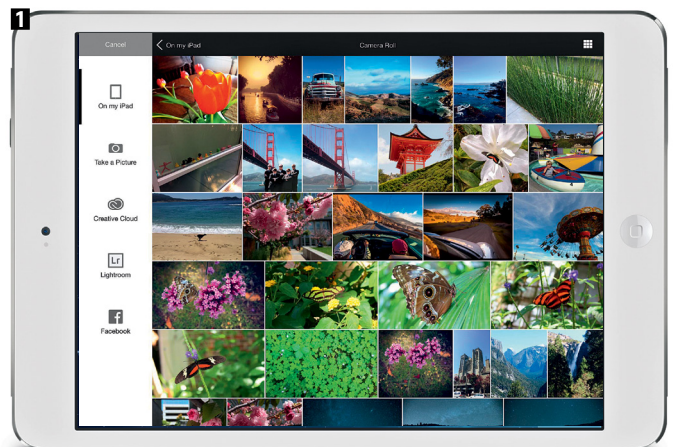 1
Cancel
On my iPad
Camera Roll
On my iPad
Take a Picture
Creative Cloud
Lr
Lightroom
f
Facebook